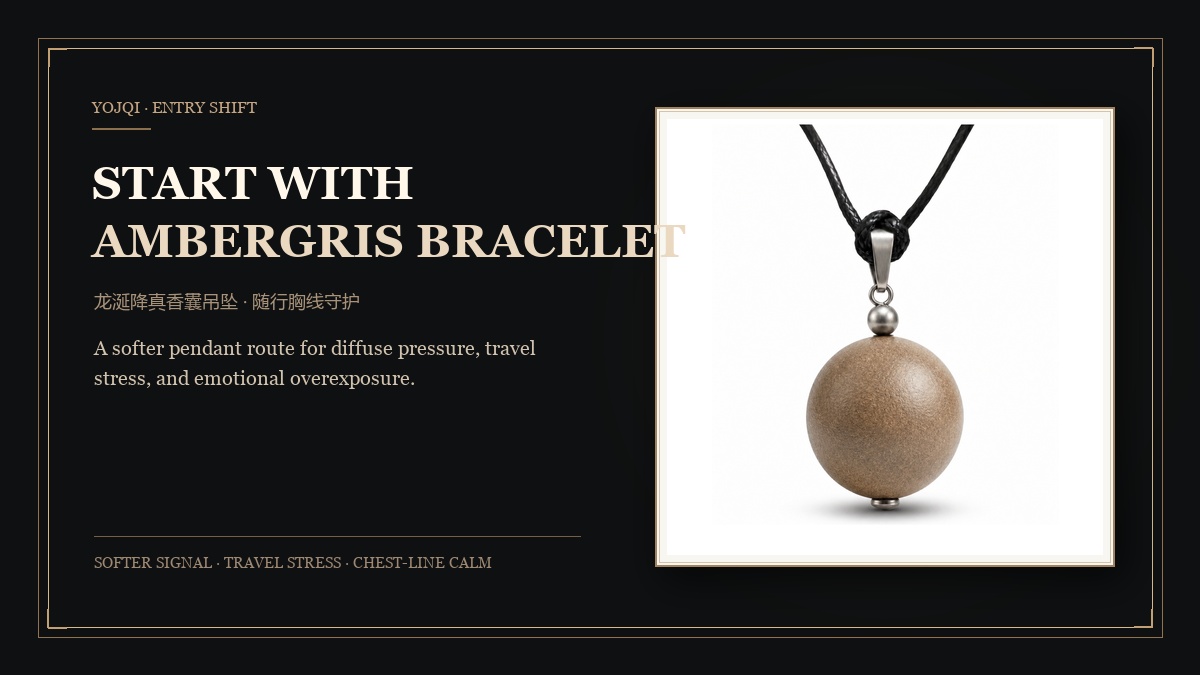 YOJQI · ENTRY SHIFT
START WITH
AMBERGRIS BRACELET
龙涎降真香囊吊坠 · 随行胸线守护
A softer pendant route for diffuse pressure, travel
stress, and emotional overexposure.
SOFTER SIGNAL · TRAVEL STRESS · CHEST-LINE CALM